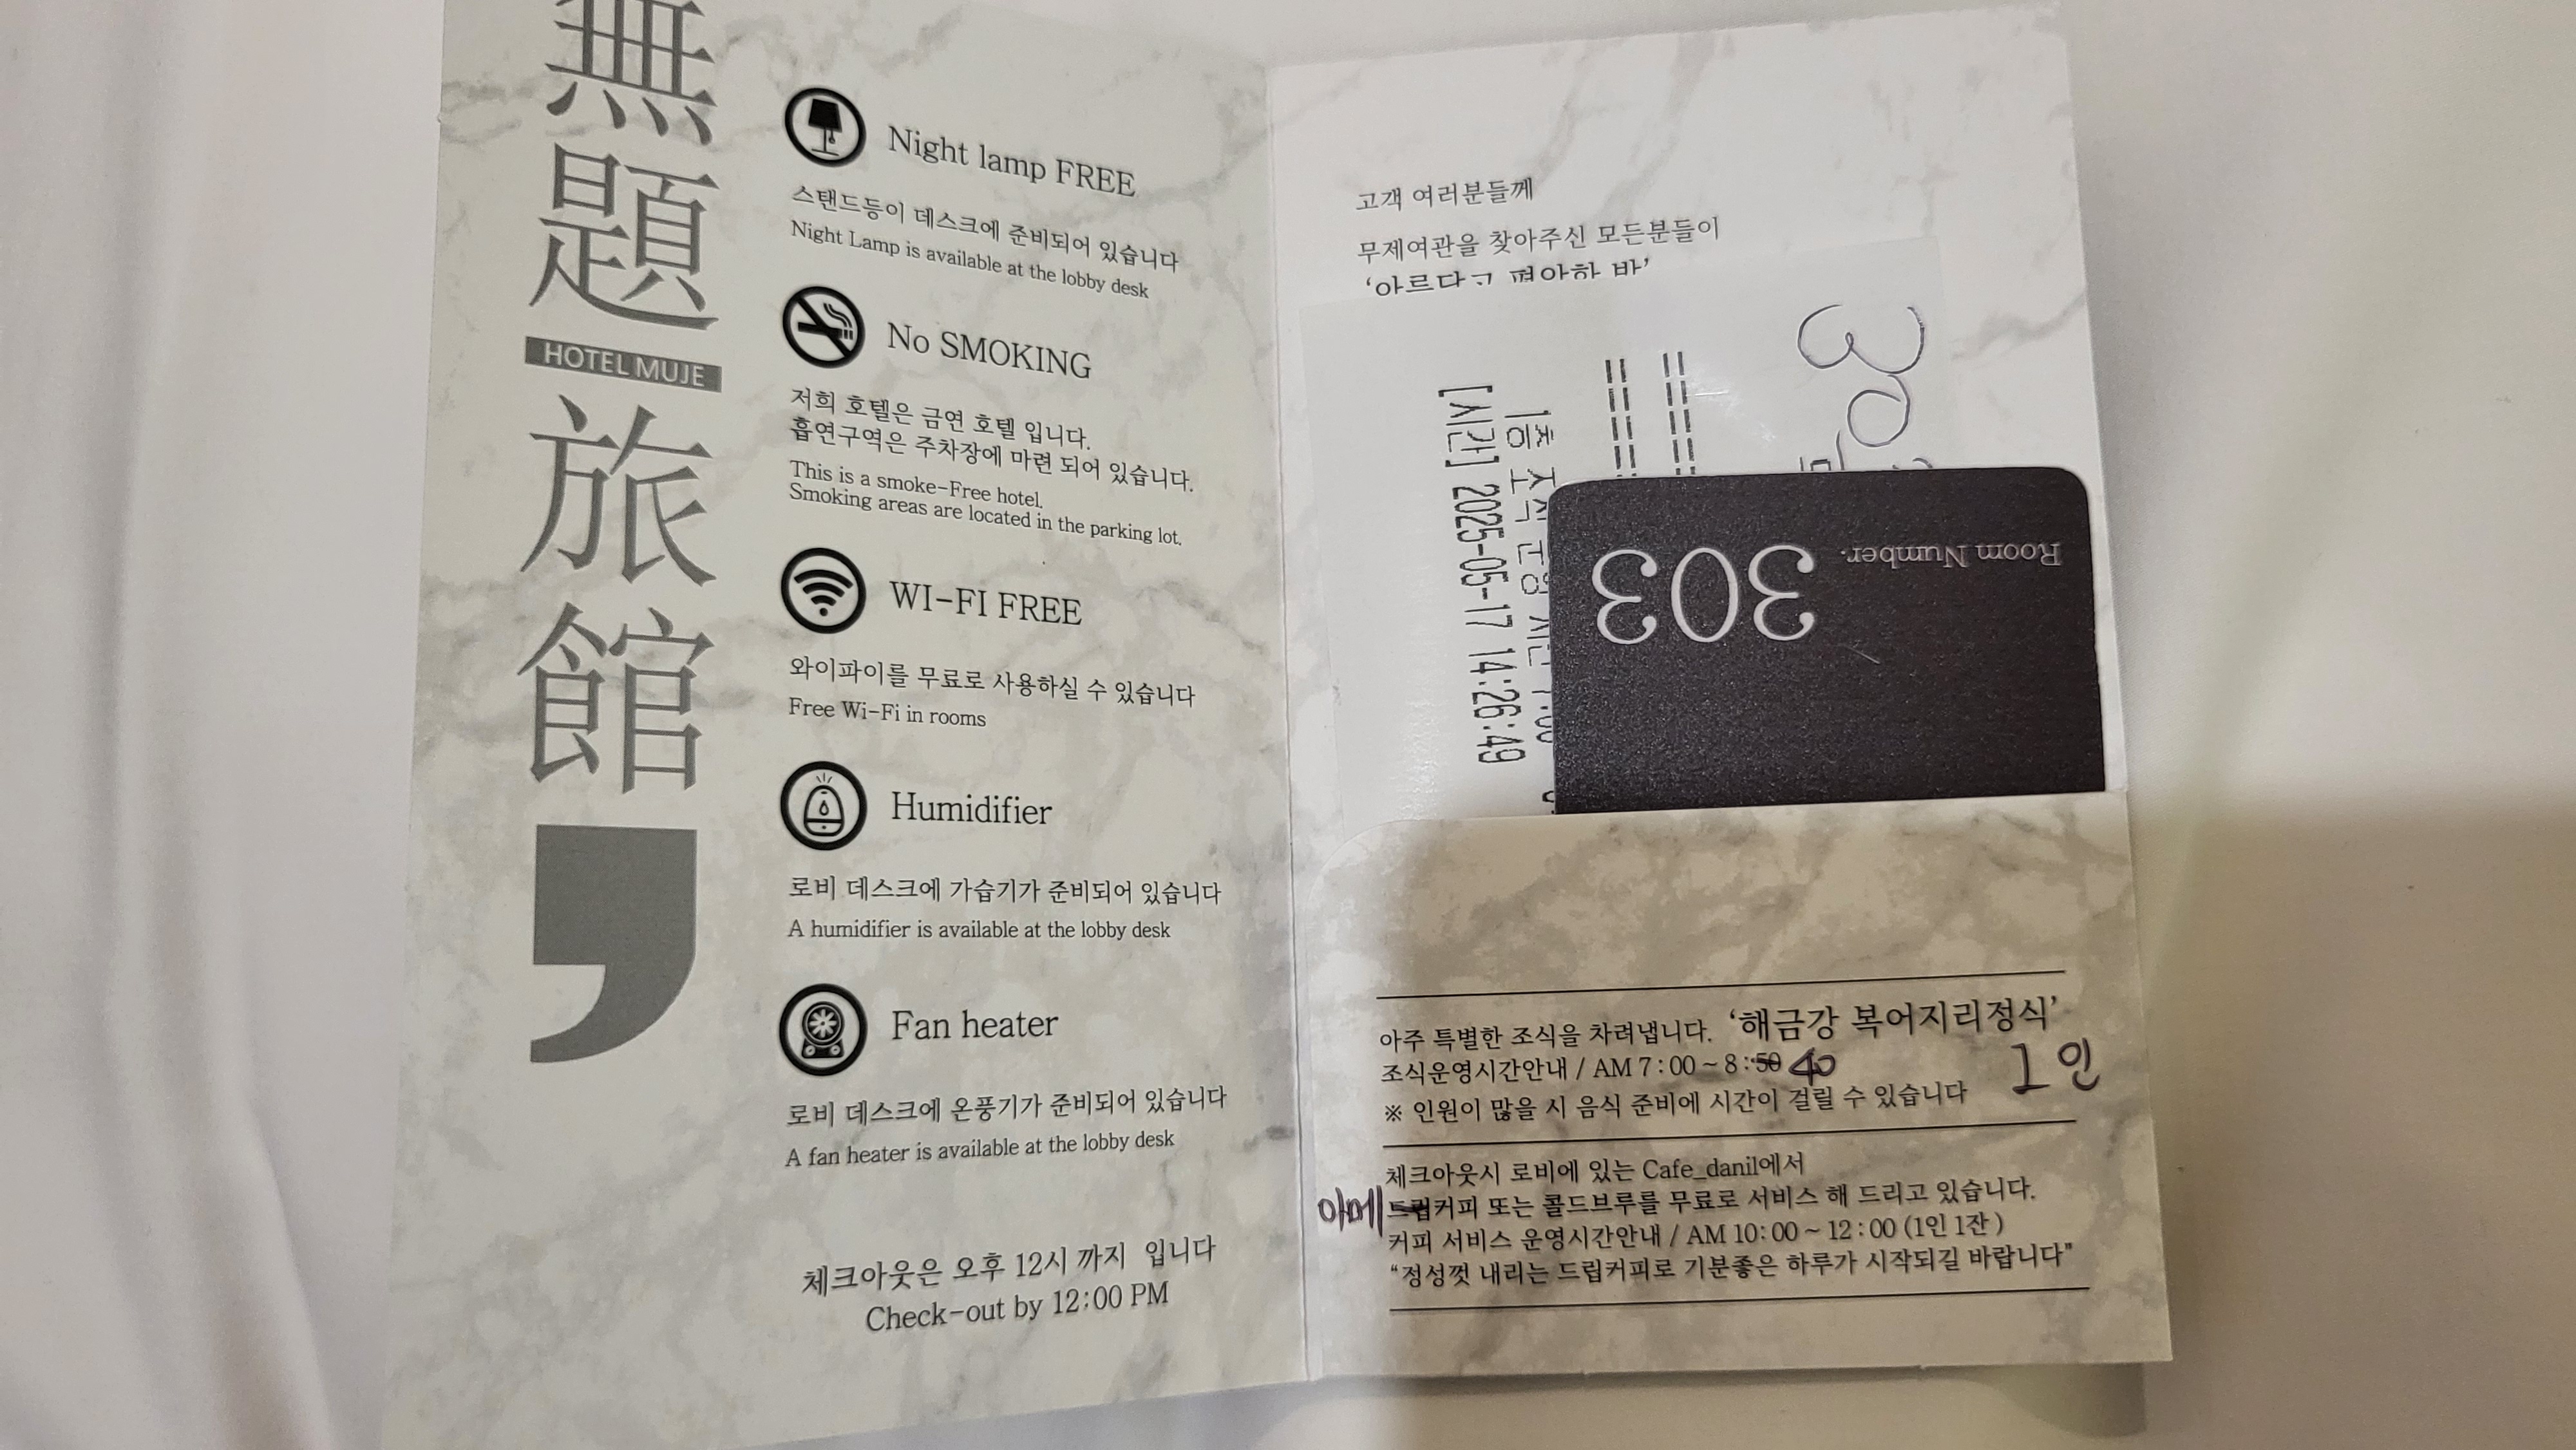 無題
HOTEL MUJE
旅館
Night lamp FREE
스탠드등이 데스크에 준비되어 있습니다
Night Lamp is available at the lobby desk
No SMOKING
저희 호텔은 금연 호텔 입니다.
흡연구역은 주차장에 마련 되어 있습니다.
This is a smoke-Free hotel.
Smoking areas are located in the parking lot.
WI-FI FREE
와이파이를 무료로 사용하실 수 있습니다
Free Wi-Fi in rooms
Humidifier
로비 데스크에 가습기가 준비되어 있습니다
A humidifier is available at the lobby desk
Fan heater
로비 데스크에 온풍기가 준비되어 있습니다
A fan heater is available at the lobby desk
체크아웃은 오후 12시 까지 입니다
Check-out by 12:00 PM
고객 여러분들께
무제여관을 찾아주신 모든분들이
1층 조식
[시간] 2025-05-17 14:26:49
Room Number.
303
아주 특별한 조식을 차려냅니다. '해금강 복어지리정식'
조식운영시간안내 / AM 7:00 ~ 8:50 40
1인
※ 인원이 많을 시 음식 준비에 시간이 걸릴 수 있습니다
체크아웃시 로비에 있는 Cafe_danil에서
아메 드립커피 또는 콜드브루를 무료로 서비스 해 드리고 있습니다.
커피 서비스 운영시간안내 / AM 10:00 ~ 12:00 (1인 1잔)
"정성껏 내리는 드립커피로 기분좋은 하루가 시작되길 바랍니다"